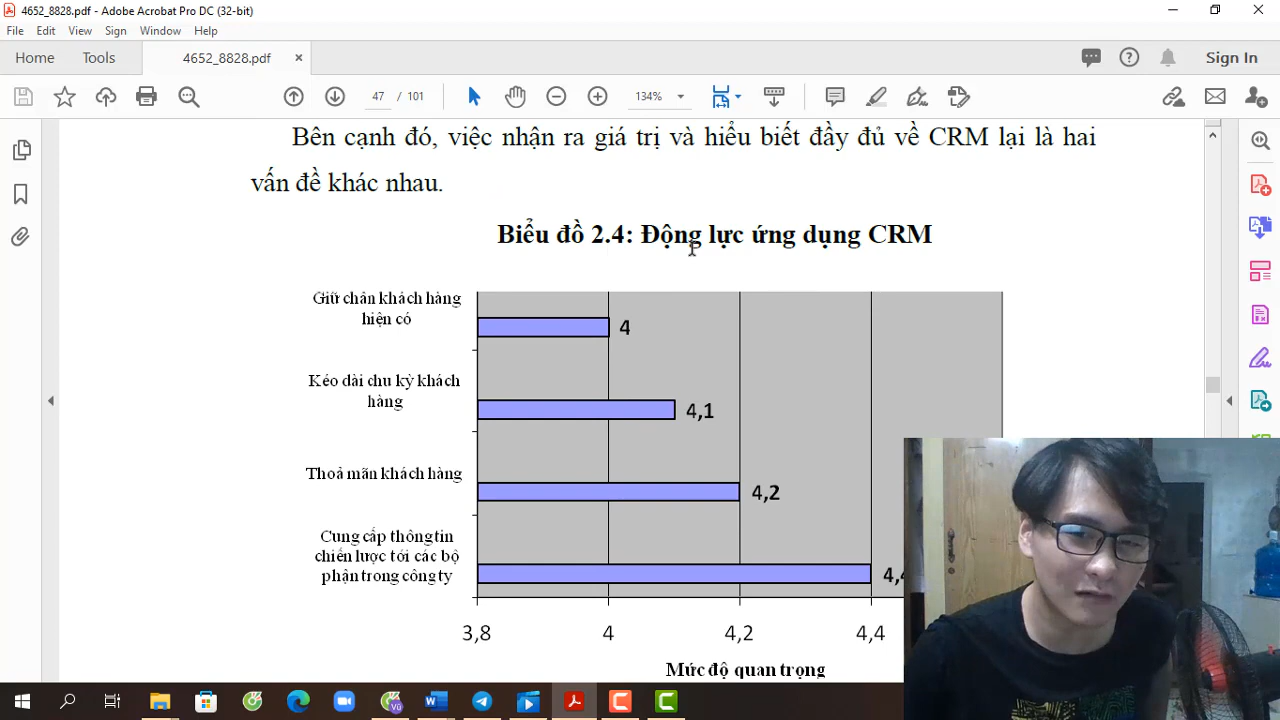 4652_8828.pdf - Adobe Acrobat Pro DC (32-bit)
File Edit View Sign Window Help
Home Tools 4652_8828.pdf × Sign In
47 / 101 134%
Bên cạnh đó, việc nhận ra giá trị và hiểu biết đầy đủ về CRM lại là hai
vấn đề khác nhau.
Biểu đồ 2.4: Động lực ứng dụng CRM
Giữ chân khách hàng
hiện có
4
Kéo dài chu kỳ khách
hàng
4,1
Thoả mãn khách hàng
4,2
Cung cấp thông tin
chiến lược tới các bộ
phận trong công ty
3,8 4 4,2 4,4
Mức độ quan trọng